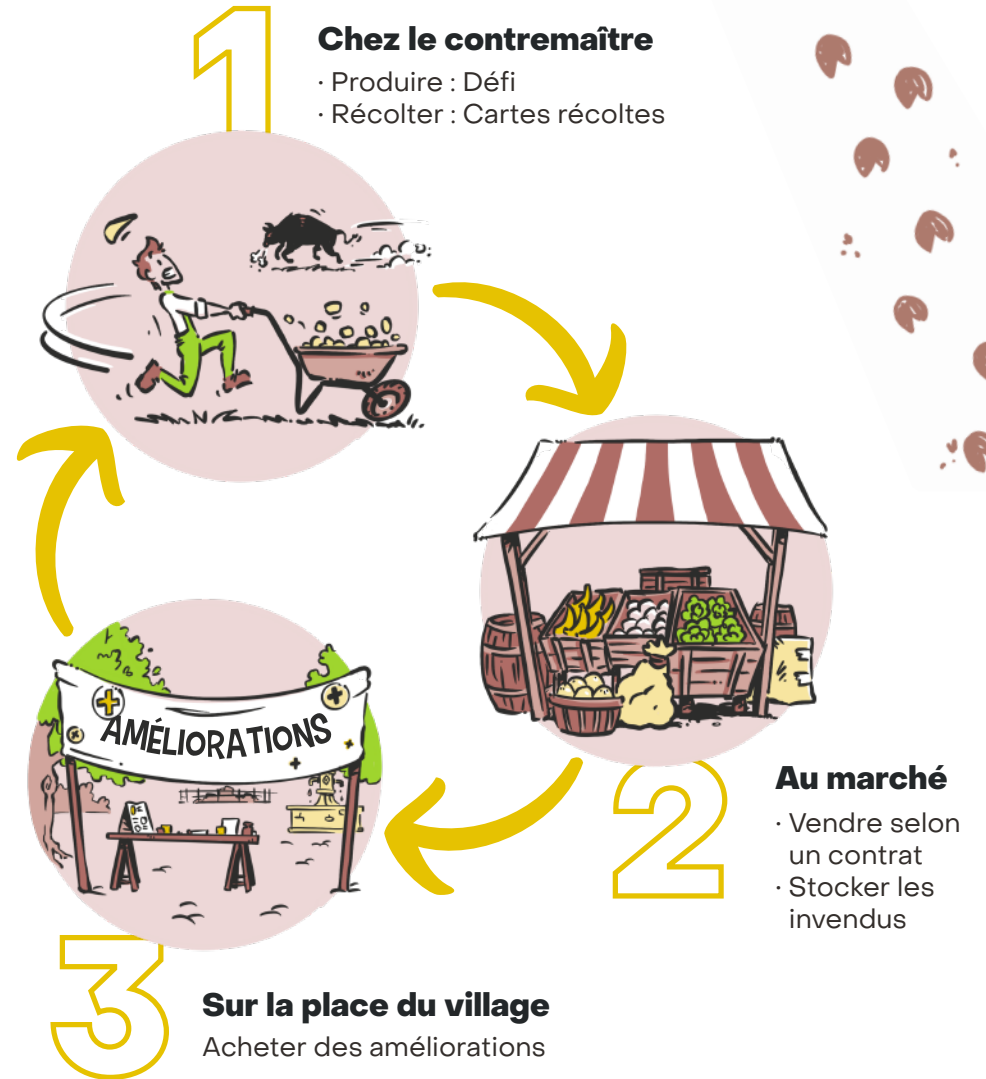 1
Chez le contremaître
· Produire : Défi
· Récolter : Cartes récoltes
AMÉLIORATIONS
2
Au marché
· Vendre selon
un contrat
· Stocker les
invendus
3
Sur la place du village
Acheter des améliorations